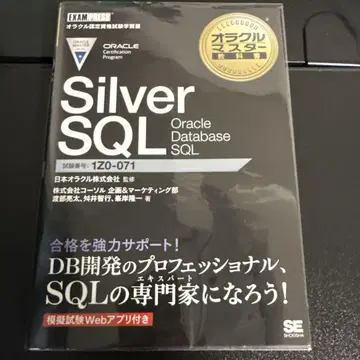 EXAMPRESS
オラクル認定資格試験学習書
ORACLE
Certification
Program
オラクル
マスター
教科書
Silver
SQL
Oracle
Database
SQL
試験番号：1Z0-071
日本オラクル株式会社 監修
株式会社コーソル 企画&マーケティング部
渡部亮太、舛井智行、峯岸隆一 著
合格を強力サポート！
DB開発のプロフェッショナル、
エキスパート
SQLの専門家になろう！
模擬試験Webアプリ付き
SE
SHOEISHA